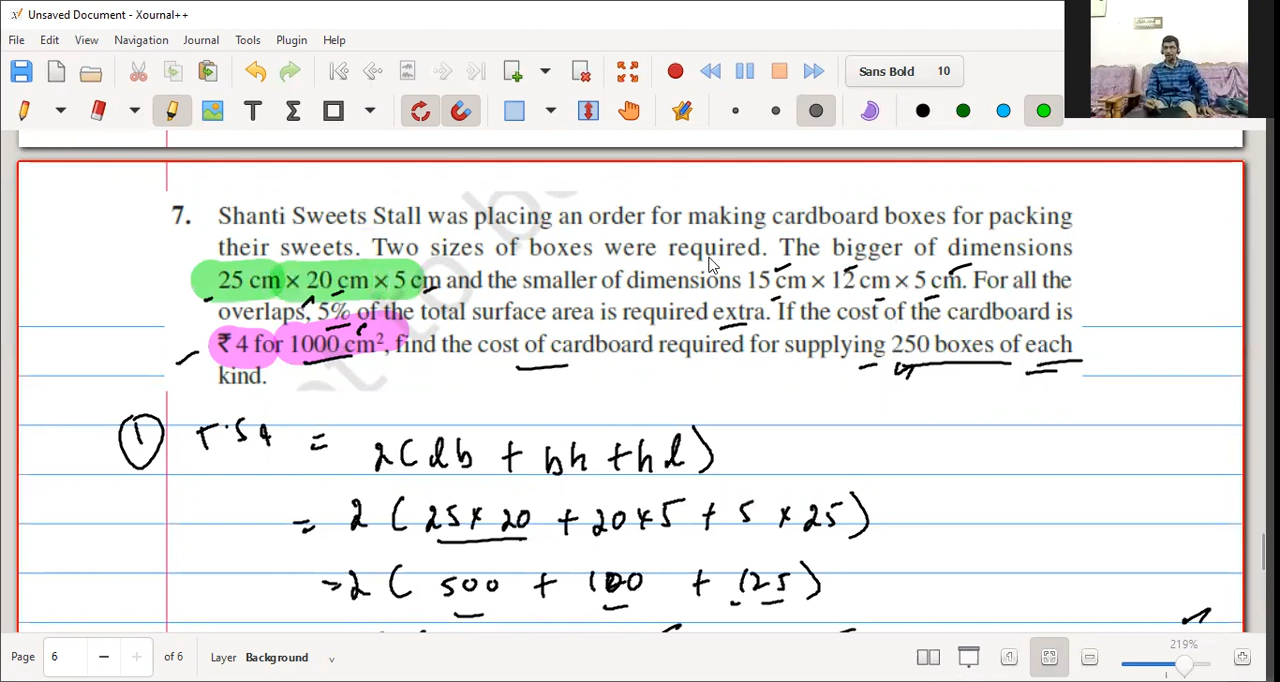 Unsaved Document - Xournal++
File Edit View Navigation Journal Tools Plugin Help
Sans Bold 10
7. Shanti Sweets Stall was placing an order for making cardboard boxes for packing
their sweets. Two sizes of boxes were required. The bigger of dimensions
25 cm × 20 cm × 5 cm and the smaller of dimensions 15 cm × 12 cm × 5 cm. For all the
overlaps, 5% of the total surface area is required extra. If the cost of the cardboard is
₹ 4 for 1000 cm², find the cost of cardboard required for supplying 250 boxes of each
kind.
① T.SA = 2(lb + bh + hl)
= 2 (25 × 20 + 20×5 + 5 × 25)
= 2 ( 500 + 100 + 125)
Page 6 of 6 Layer Background 219%